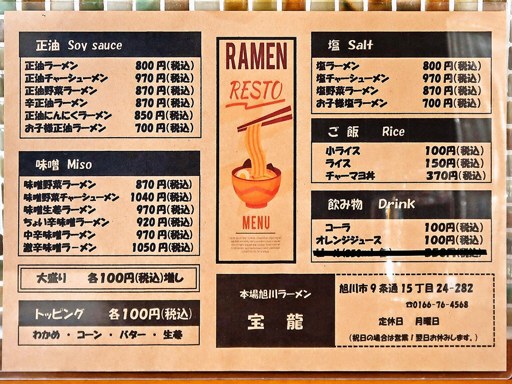 正油 Soy sauce
正油ラーメン 800円(税込)
正油チャーシューメン 970円(税込)
正油野菜ラーメン 870円(税込)
辛正油ラーメン 870円(税込)
正油にんにくラーメン 850円(税込)
お子様正油ラーメン 700円(税込)
味噌 Miso
味噌野菜ラーメン 870円(税込)
味噌野菜チャーシューメン 1040円(税込)
味噌生姜ラーメン 970円(税込)
ちょい辛味噌ラーメン 920円(税込)
中辛味噌ラーメン 970円(税込)
激辛味噌ラーメン 1050円(税込)
大盛り 各100円(税込)増し
トッピング 各100円(税込)
わかめ・コーン・バター・生姜
RAMEN
RESTO
MENU
塩 Salt
塩ラーメン 800円(税込)
塩チャーシューメン 970円(税込)
塩野菜ラーメン 870円(税込)
お子様塩ラーメン 700円(税込)
ご飯 Rice
小ライス 100円(税込)
ライス 150円(税込)
チャーマヨ丼 370円(税込)
飲み物 Drink
コーラ 100円(税込)
オレンジジュース 100円(税込)
本場旭川ラーメン
宝龍
旭川市9条通15丁目24-282
☎0166-76-4568
定休日 月曜日
(祝日の場合は営業!翌日お休みします。)